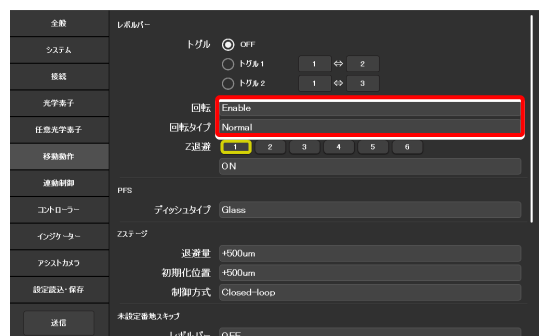 全般
システム
接続
光学素子
任意光学素子
移動動作
連動制御
コントローラー
インジケーター
アシストカメラ
設定読込・保存
送信
レボルバー
トグル OFF
トグル1 1 ⇔ 2
トグル2 1 ⇔ 3
回転 Enable
回転タイプ Normal
Z退避 1 2 3 4 5 6
ON
PFS
ディッシュタイプ Glass
Zステージ
退避量 +500um
初期化位置 +500um
制御方式 Closed-loop
未設定番地スキップ
レボルバー OFF